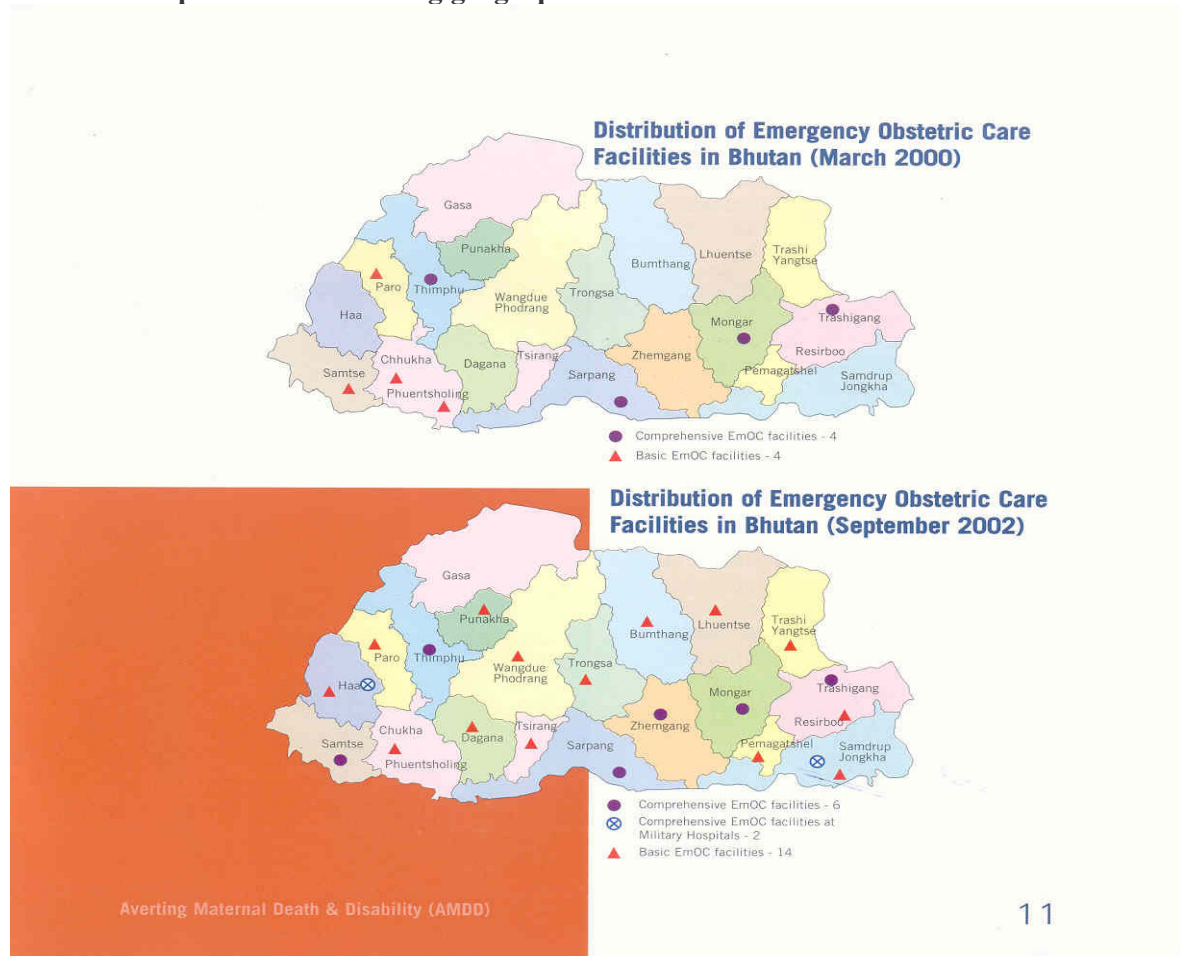 Distribution of Emergency Obstetric Care
Facilities in Bhutan (March 2000)
Gasa
Punakha
Paro
Thimphu
Haa
Wangdue
Phodrang
Trongsa
Bumthang
Lhuentse
Trashi
Yangtse
Mongar
Trashigang
Resirboo
Samtse
Chhukha
Phuentsholing
Dagana
Tsirang
Sarpang
Zhemgang
Pemagatshel
Samdrup
Jongkha
Comprehensive EmOC facilities - 4
Basic EmOC facilities - 4
Distribution of Emergency Obstetric Care
Facilities in Bhutan (September 2002)
Gasa
Punakha
Paro
Thimphu
Haa
Wangdue
Phodrang
Trongsa
Bumthang
Lhuentse
Trashi
Yangtse
Mongar
Trashigang
Resirboo
Samtse
Chukha
Phuentsholing
Dagana
Tsirang
Sarpang
Zhemgang
Pemagatshel
Samdrup
Jongkha
Comprehensive EmOC facilities - 6
Comprehensive EmOC facilities at
Military Hospitals - 2
Basic EmOC facilities - 14
Averting Maternal Death & Disability (AMDD)
11